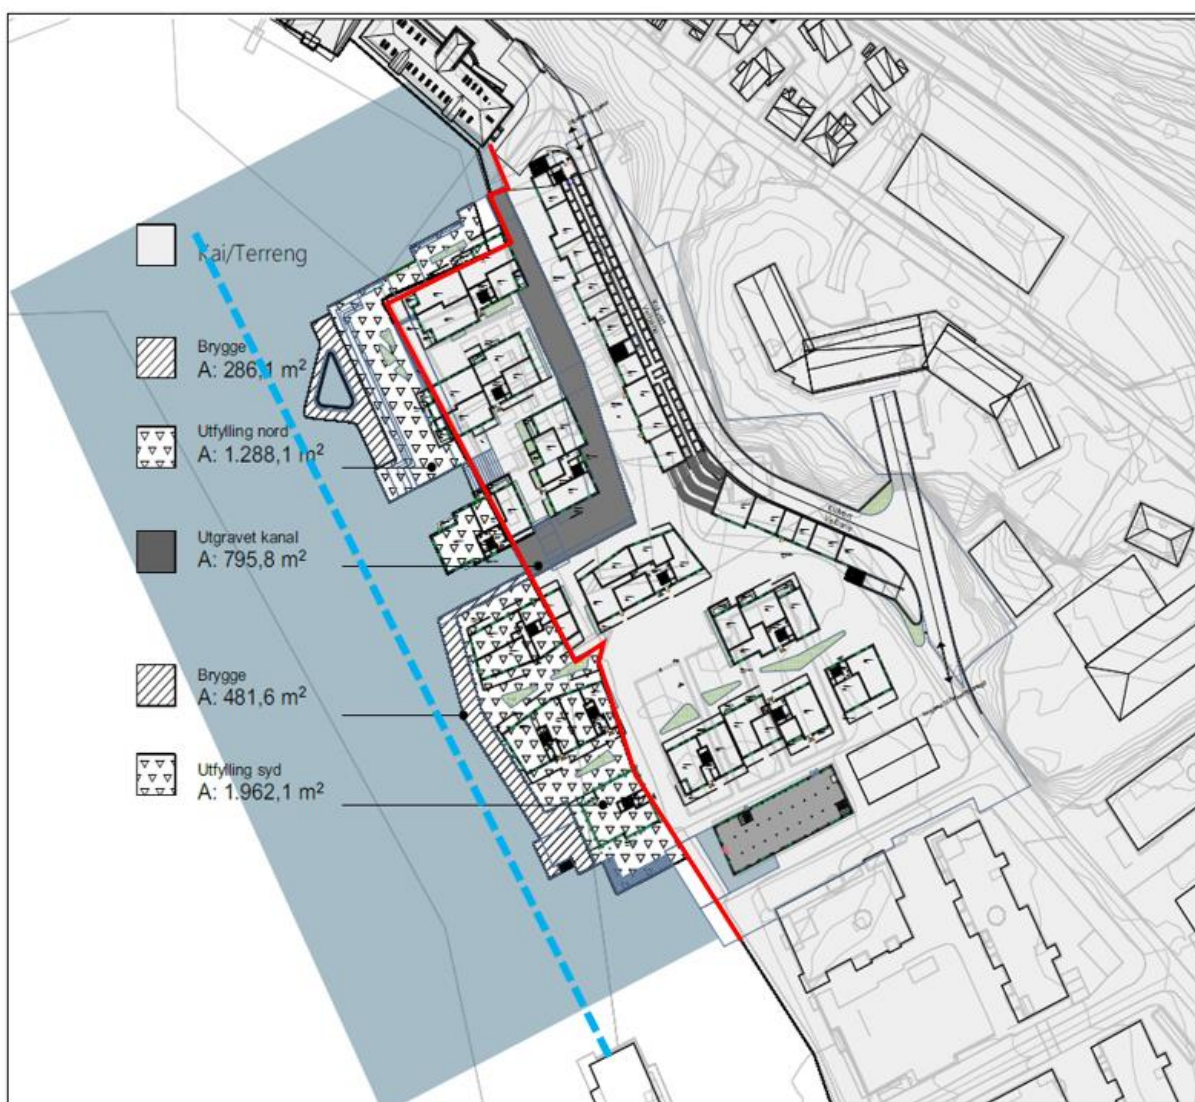 Kai/Terreng
Brygge
A: 286,1 m²
Utfylling nord
A: 1.288,1 m²
Utgravet kanal
A: 795,8 m²
Brygge
A: 481,6 m²
Utfylling syd
A: 1.962,1 m²